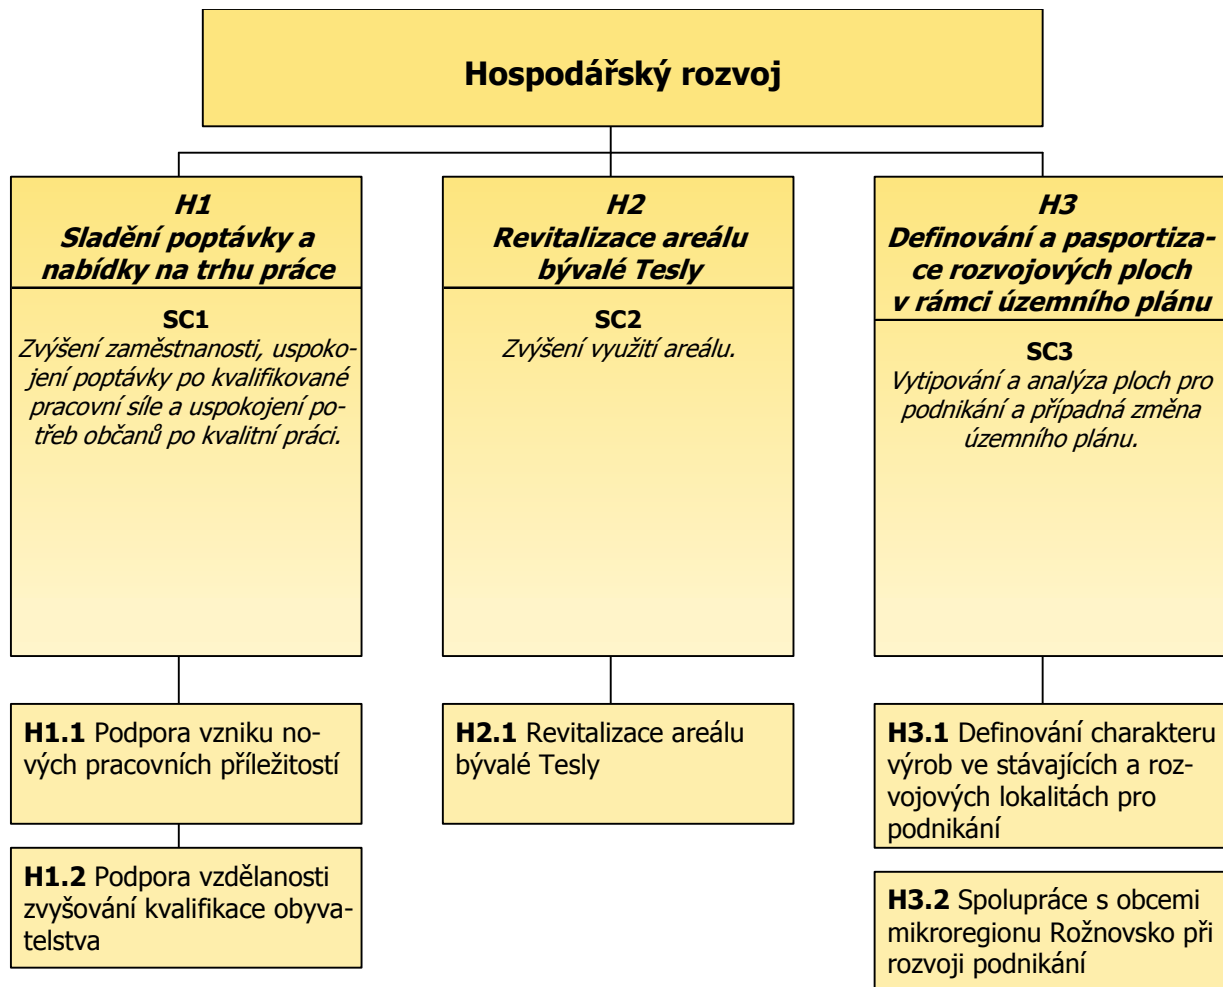 Hospodářský rozvoj
H1
Sladění poptávky a
nabídky na trhu práce
SC1
Zvýšení zaměstnanosti, uspoko-
jení poptávky po kvalifikované
pracovní síle a uspokojení po-
třeb občanů po kvalitní práci.
H1.1 Podpora vzniku no-
vých pracovních příležitostí
H1.2 Podpora vzdělanosti
zvyšování kvalifikace obyva-
telstva
H2
Revitalizace areálu
bývalé Tesly
SC2
Zvýšení využití areálu.
H2.1 Revitalizace areálu
bývalé Tesly
H3
Definování a pasportiza-
ce rozvojových ploch
v rámci územního plánu
SC3
Vytipování a analýza ploch pro
podnikání a případná změna
územního plánu.
H3.1 Definování charakteru
výrob ve stávajících a roz-
vojových lokalitách pro
podnikání
H3.2 Spolupráce s obcemi
mikroregionu Rožnovsko při
rozvoji podnikání